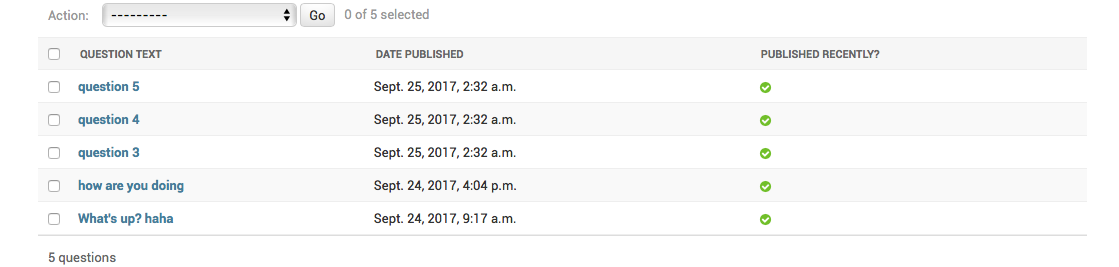 Action: --------- Go 0 of 5 selected
QUESTION TEXT DATE PUBLISHED PUBLISHED RECENTLY?
question 5 Sept. 25, 2017, 2:32 a.m.
question 4 Sept. 25, 2017, 2:32 a.m.
question 3 Sept. 25, 2017, 2:32 a.m.
how are you doing Sept. 24, 2017, 4:04 p.m.
What's up? haha Sept. 24, 2017, 9:17 a.m.
5 questions